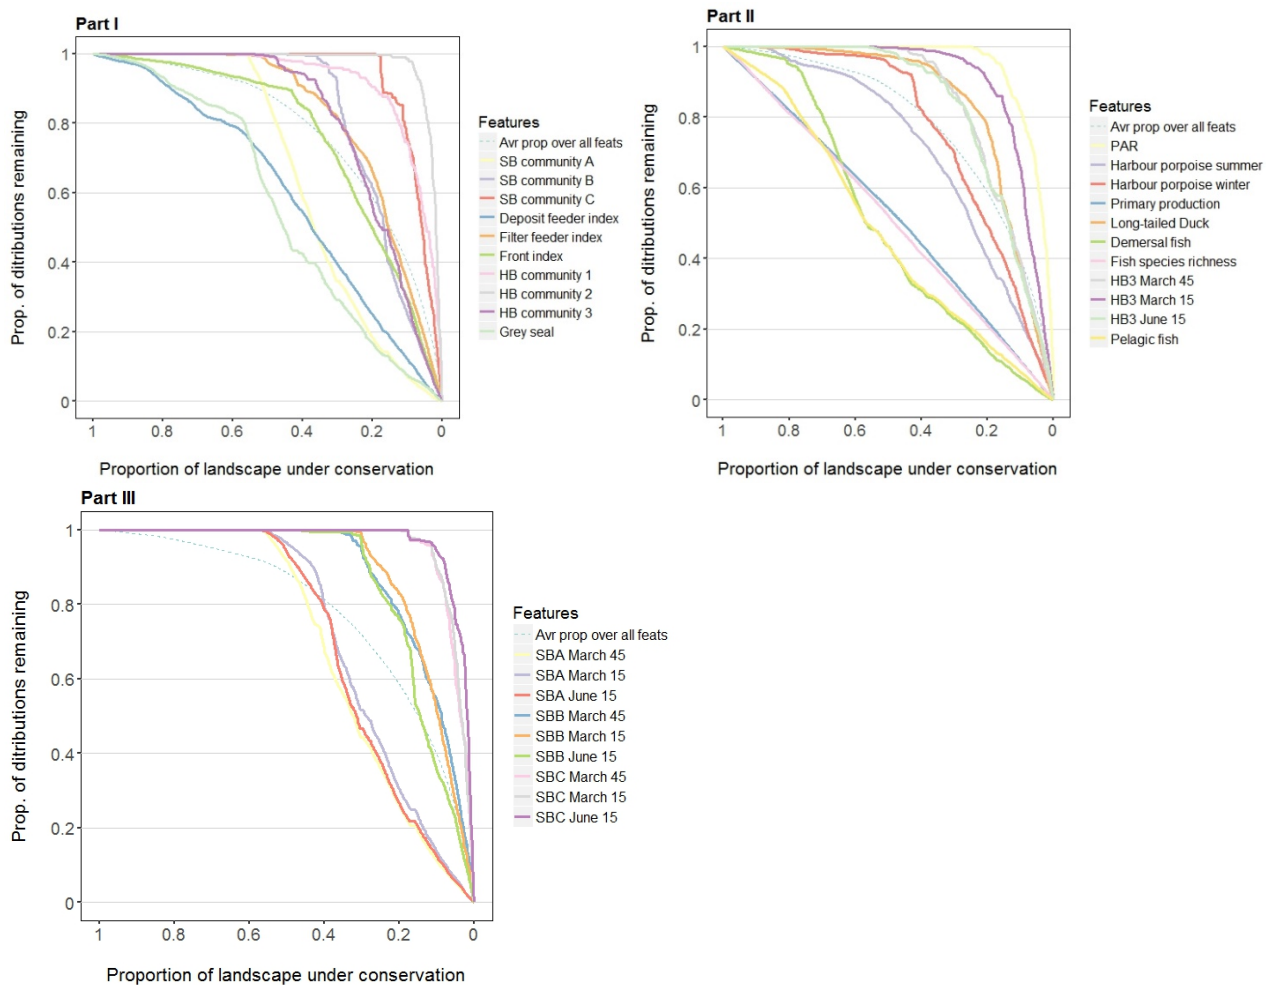 Part I
Prop. of ditributions remaining
1
0.8
0.6
0.4
0.2
0
1 0.8 0.6 0.4 0.2 0
Proportion of landscape under conservation
Features
Avr prop over all feats
SB community A
SB community B
SB community C
Deposit feeder index
Filter feeder index
Front index
HB community 1
HB community 2
HB community 3
Grey seal
Part II
Prop. of ditributions remaining
1
0.8
0.6
0.4
0.2
0
1 0.8 0.6 0.4 0.2 0
Proportion of landscape under conservation
Features
Avr prop over all feats
PAR
Harbour porpoise summer
Harbour porpoise winter
Primary production
Long-tailed Duck
Demersal fish
Fish species richness
HB3 March 45
HB3 March 15
HB3 June 15
Pelagic fish
Part III
Prop. of ditributions remaining
1
0.8
0.6
0.4
0.2
0
1 0.8 0.6 0.4 0.2 0
Proportion of landscape under conservation
Features
Avr prop over all feats
SBA March 45
SBA March 15
SBA June 15
SBB March 45
SBB March 15
SBB June 15
SBC March 45
SBC March 15
SBC June 15